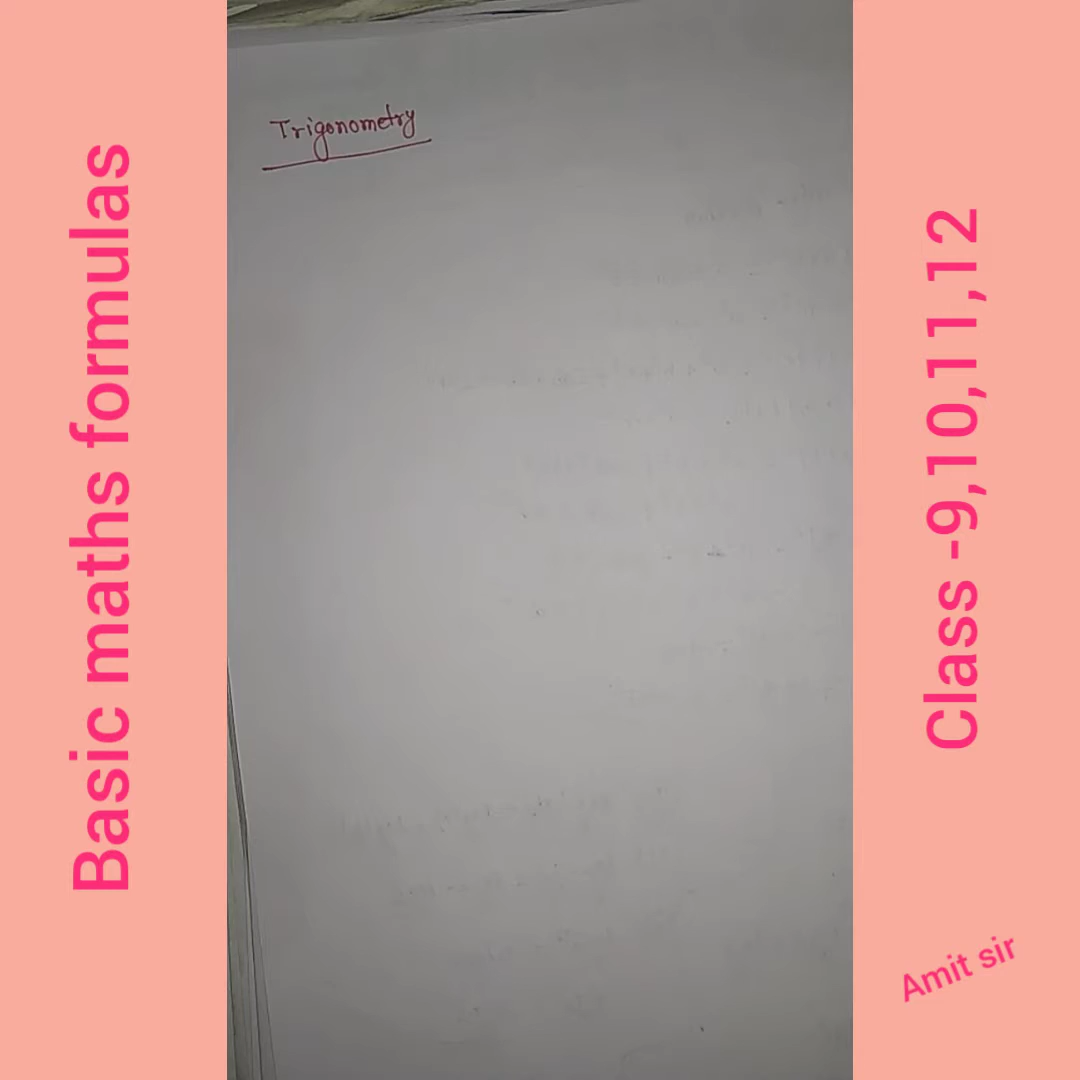 Basic maths formulas
Trigonometry
Class -9,10,11,12
Amit sir